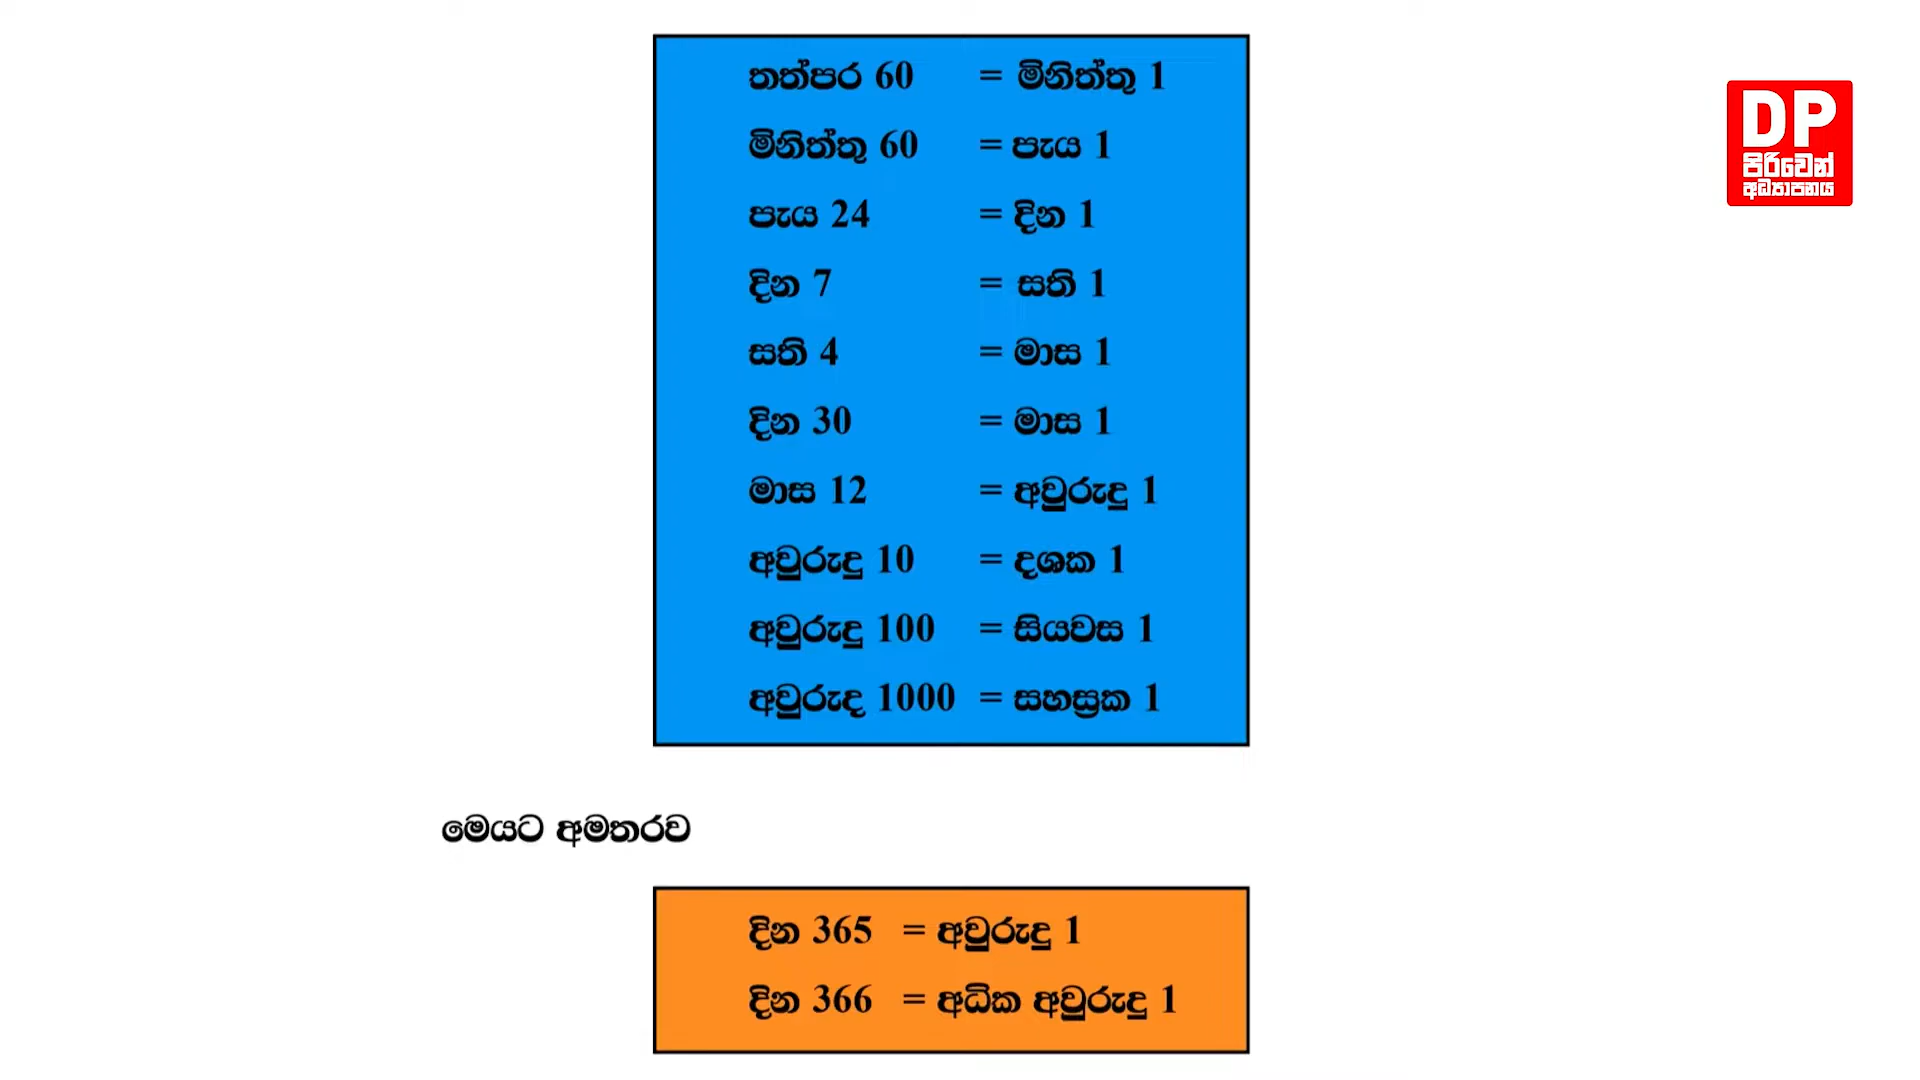 තත්පර 60 = මිනිත්තු 1
මිනිත්තු 60 = පැය 1
පැය 24 = දින 1
දින 7 = සති 1
සති 4 = මාස 1
දින 30 = මාස 1
මාස 12 = අවුරුදු 1
අවුරුදු 10 = දශක 1
අවුරුදු 100 = සියවස 1
අවුරුද 1000 = සහස්‍රක 1
මෙයට අමතරව
දින 365 = අවුරුදු 1
දින 366 = අධික අවුරුදු 1
DP
පිරිවෙන්
අධ්‍යාපනය